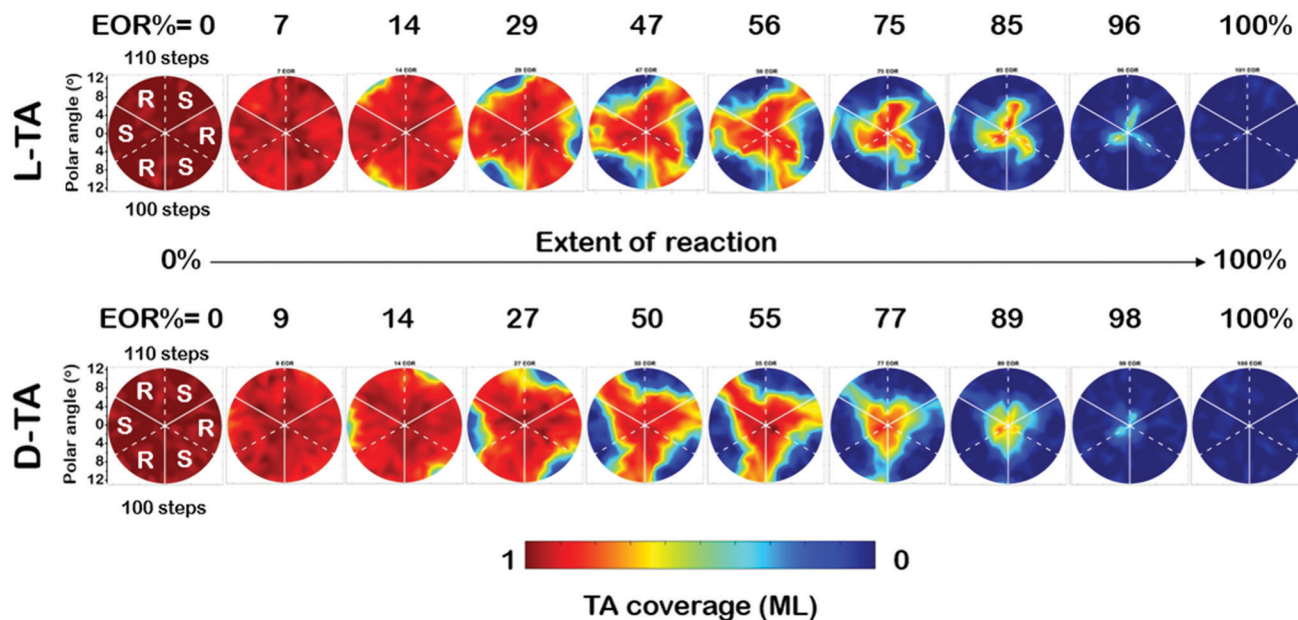 EOR%= 0 7 14 29 47 56 75 85 96 100%
110 steps
7 EOR 14 EOR 29 EOR 47 EOR 56 EOR 75 EOR 85 EOR 96 EOR 101 EOR
L-TA
Polar angle (°)
12
8
4
0
4
8
12
R S
S R
R S
100 steps
Extent of reaction
0% 100%
EOR%= 0 9 14 27 50 55 77 89 98 100%
110 steps
9 EOR 14 EOR 27 EOR 50 EOR 55 EOR 77 EOR 89 EOR 98 EOR
D-TA
Polar angle (°)
12
8
4
0
4
8
12
R S
S R
R S
100 steps
1 0
TA coverage (ML)